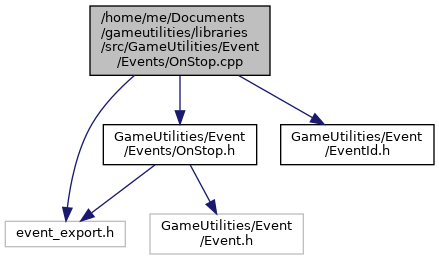 /home/me/Documents
/gameutilities/libraries
/src/GameUtilities/Event
/Events/OnStop.cpp
GameUtilities/Event
/Events/OnStop.h
GameUtilities/Event
/EventId.h
event_export.h
GameUtilities/Event
/Event.h